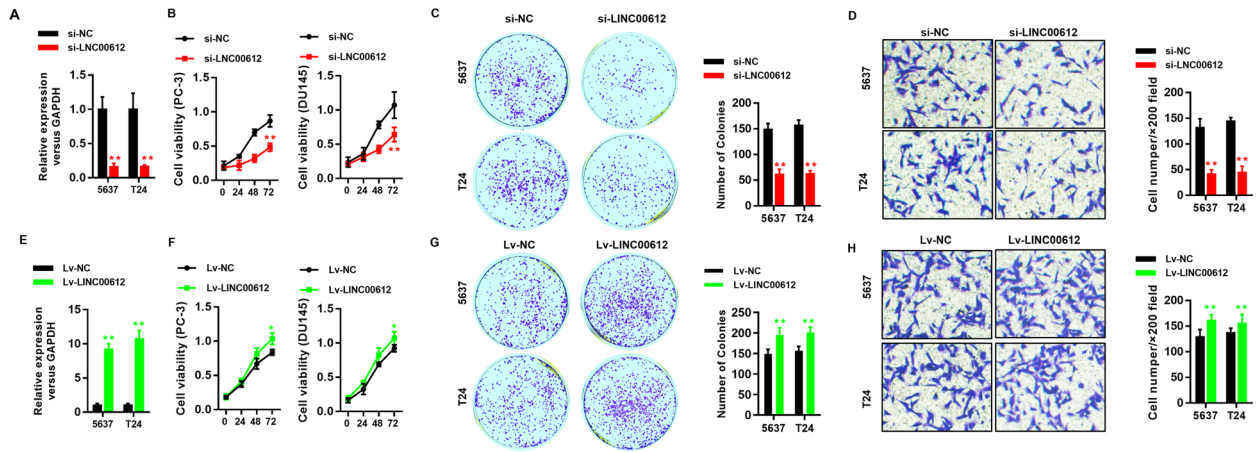 A
si-NC
si-LNC00612
Relative expression
versus GAPDH
1.5
1.0
0.5
0.0
**
**
5637
T24
B
si-NC
si-LNC00612
Cell viability (PC-3)
1.5
1.0
0.5
0.0
**
0
24
48
72
si-NC
si-LNC00612
Cell viability (DU145)
1.5
1.0
0.5
0.0
**
0
24
48
72
C
si-NC
si-LINC00612
5637
T24
si-NC
si-LNC00612
Number of Colonies
200
150
100
50
0
**
**
5637
T24
D
si-NC
si-LINC00612
5637
T24
si-NC
si-LNC00612
Cell number/×200 field
200
150
100
50
0
**
**
5637
T24
E
Lv-NC
Lv-LINC00612
Relative expression
versus GAPDH
15
10
5
0
**
**
5637
T24
F
Lv-NC
Lv-LINC00612
Cell viability (PC-3)
1.5
1.0
0.5
0.0
*
0
24
48
72
Lv-NC
Lv-LINC00612
Cell viability (DU145)
1.5
1.0
0.5
0.0
*
0
24
48
72
G
Lv-NC
Lv-LINC00612
5637
T24
Lv-NC
Lv-LINC00612
Number of Colonies
250
200
150
100
50
0
**
**
5637
T24
H
Lv-NC
Lv-LINC00612
5637
T24
Lv-NC
Lv-LINC00612
Cell number/×200 field
200
150
100
50
0
**
**
5637
T24